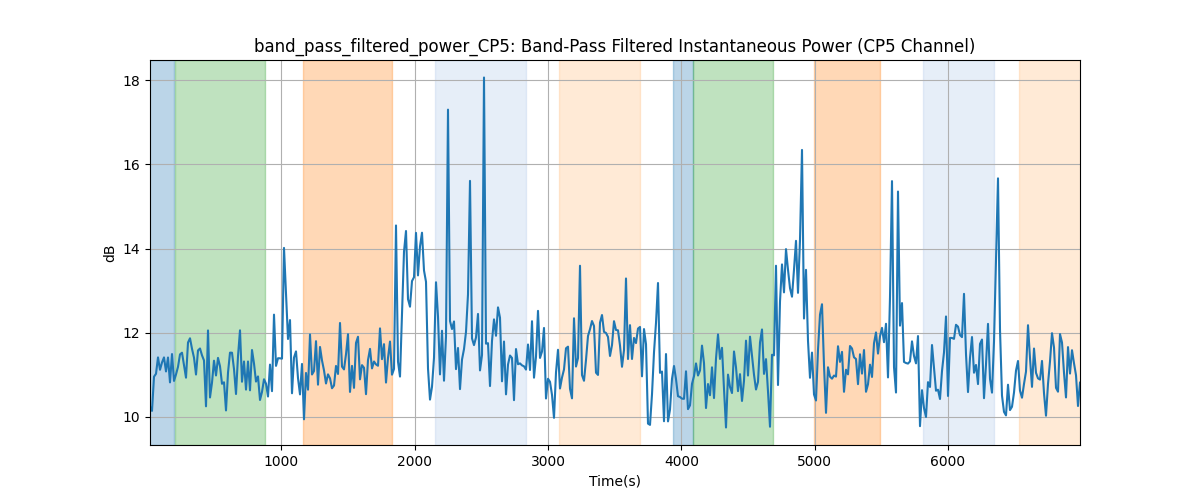 band_pass_filtered_power_CP5: Band-Pass Filtered Instantaneous Power (CP5 Channel)
18
16
14
12
10
dB
1000 2000 3000 4000 5000 6000
Time(s)